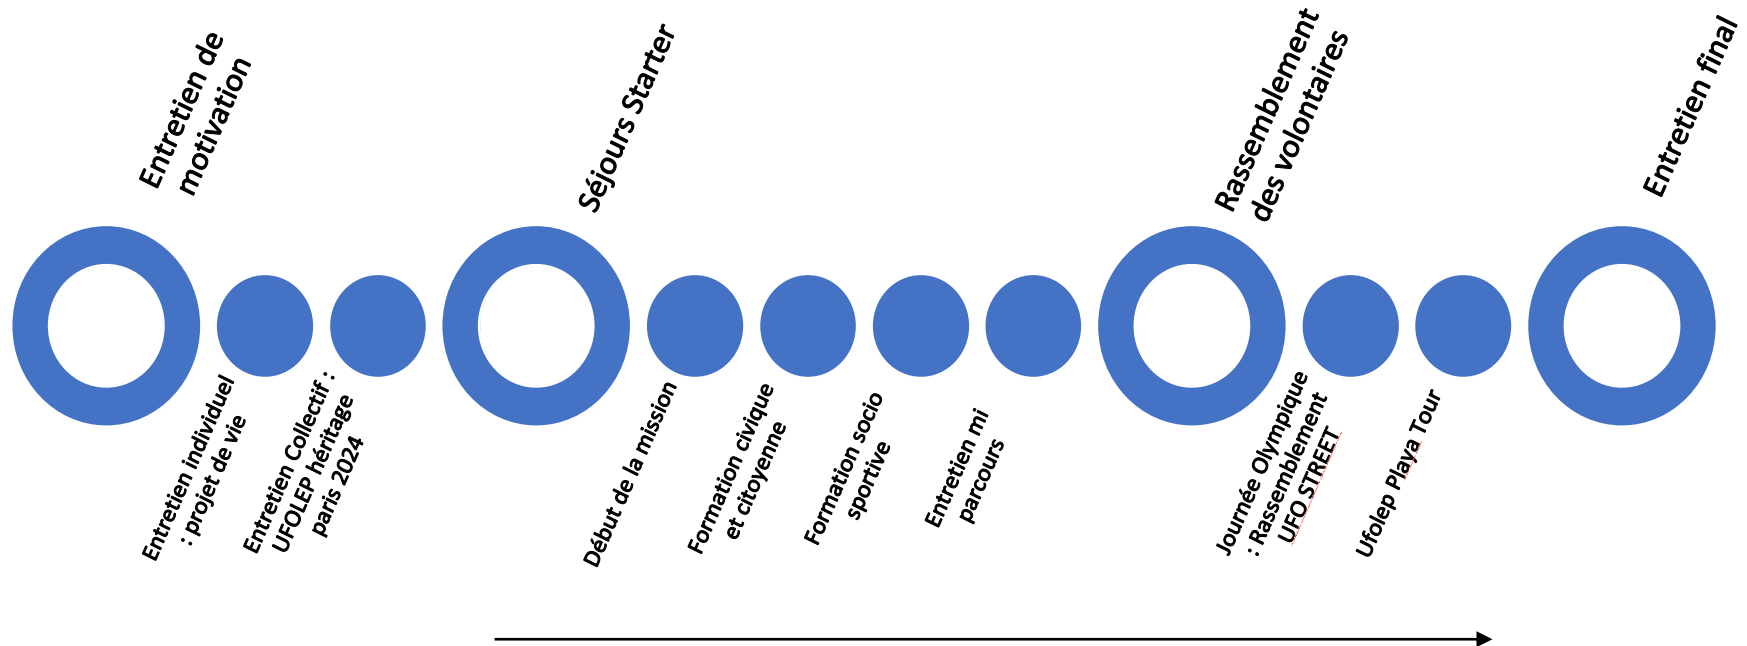 Entretien de
motivation
Entretien individuel
: projet de vie
Entretien Collectif :
UFOLEP héritage
paris 2024
Séjours Starter
Début de la mission
Formation civique
et citoyenne
Formation socio
sportive
Entretien mi
parcours
Rassemblement
des volontaires
Journée Olympique
: Rassemblement
UFO STREET
Ufolep Playa Tour
Entretien final